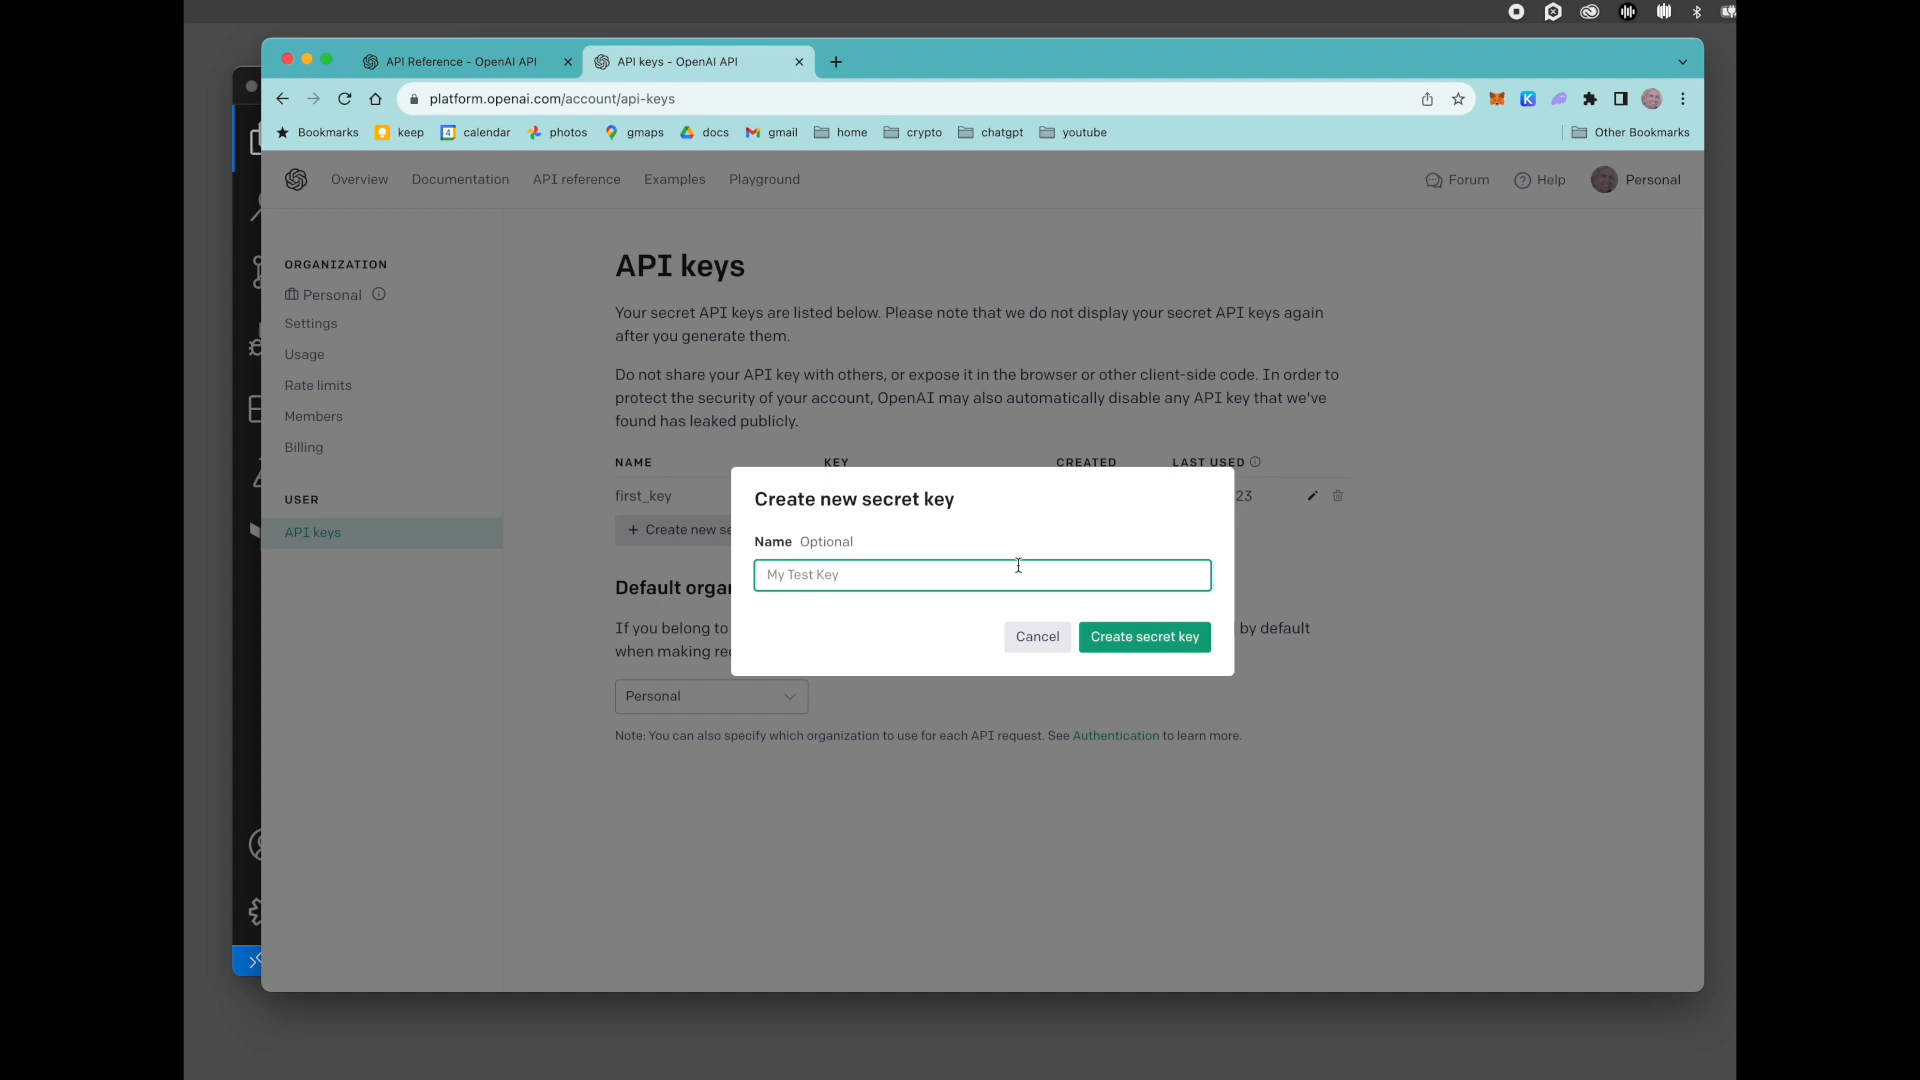 API Reference - OpenAI API
API keys - OpenAI API
platform.openai.com/account/api-keys
Bookmarks keep calendar photos gmaps docs gmail home crypto chatgpt youtube Other Bookmarks
Overview Documentation API reference Examples Playground Forum Help Personal
ORGANIZATION
Personal
Settings
Usage
Rate limits
Members
Billing
USER
API keys
API keys
Your secret API keys are listed below. Please note that we do not display your secret API keys again
after you generate them.
Do not share your API key with others, or expose it in the browser or other client-side code. In order to
protect the security of your account, OpenAI may also automatically disable any API key that we've
found has leaked publicly.
NAME KEY CREATED LAST USED
first_key 23
+ Create new se
Default orga
If you belong to by default
when making re
Personal
Note: You can also specify which organization to use for each API request. See Authentication to learn more.
Create new secret key
Name Optional
My Test Key
Cancel Create secret key